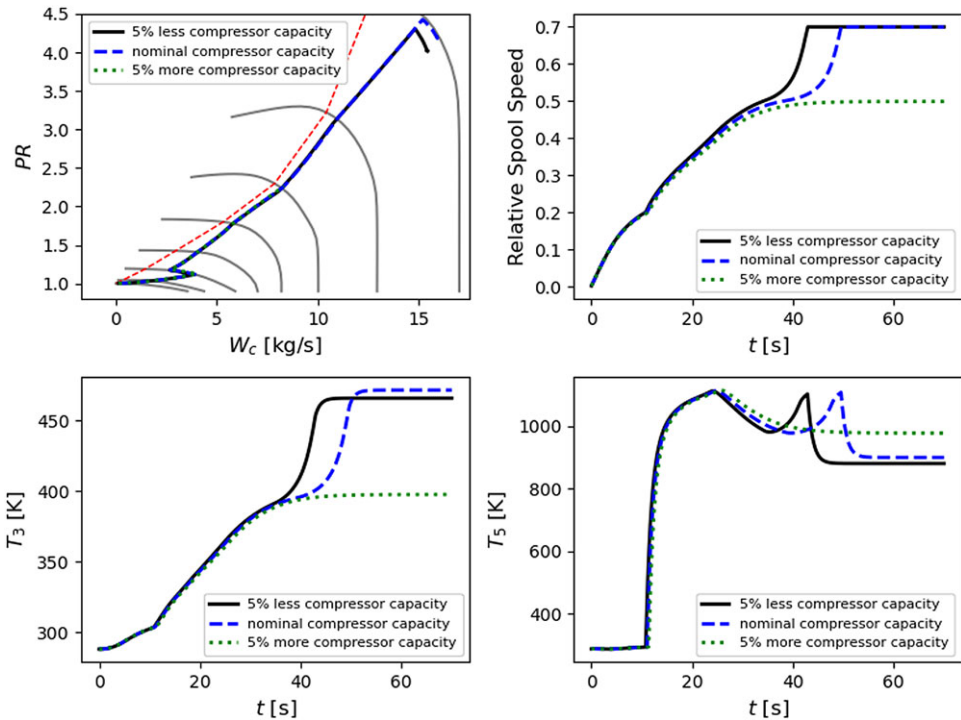 4.5
4.0
3.5
3.0
2.5
2.0
1.5
1.0
PR
5% less compressor capacity
nominal compressor capacity
5% more compressor capacity
0
5
10
15
W_c [kg/s]
0.7
0.6
0.5
0.4
0.3
0.2
0.1
0.0
Relative Spool Speed
5% less compressor capacity
nominal compressor capacity
5% more compressor capacity
0
20
40
60
t [s]
450
400
350
300
T_3 [K]
5% less compressor capacity
nominal compressor capacity
5% more compressor capacity
0
20
40
60
t [s]
1000
800
600
400
T_5 [K]
5% less compressor capacity
nominal compressor capacity
5% more compressor capacity
0
20
40
60
t [s]